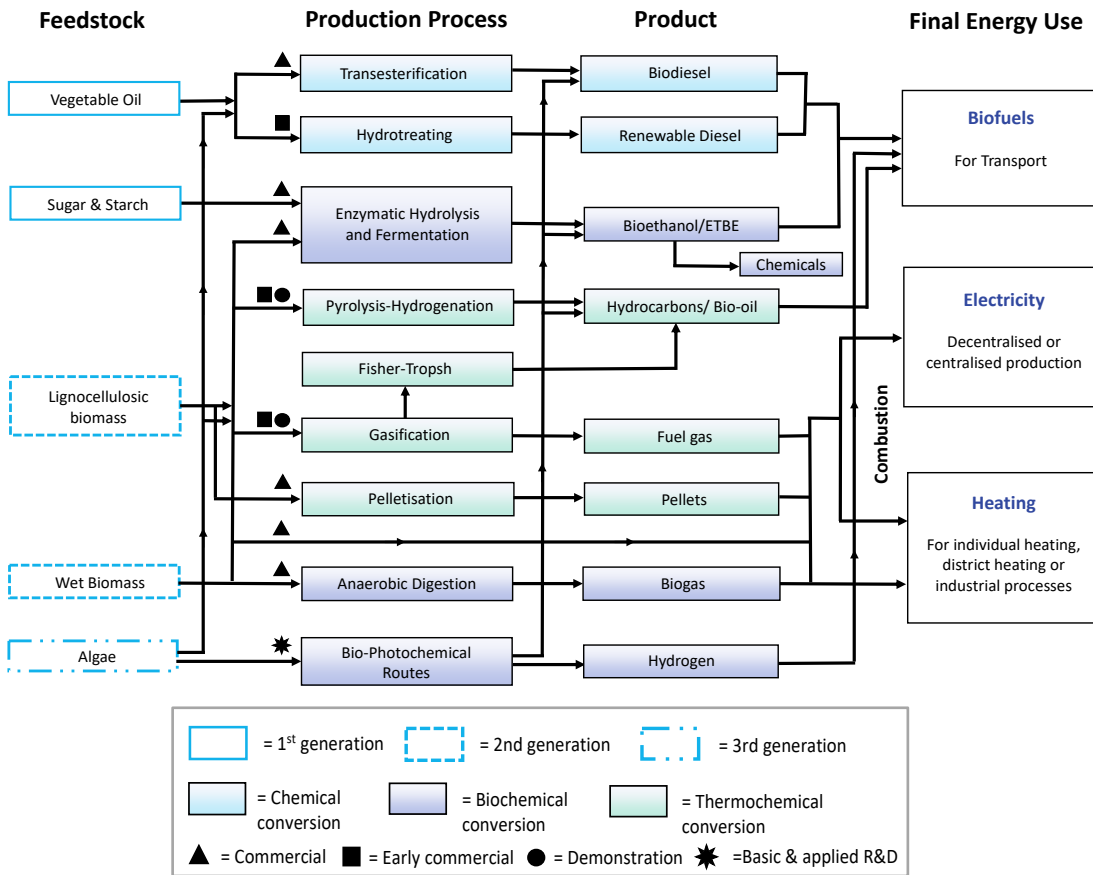 Feedstock
Production Process
Product
Final Energy Use
Vegetable Oil
Transesterification
Biodiesel
Hydrotreating
Renewable Diesel
Biofuels
For Transport
Sugar & Starch
Enzymatic Hydrolysis
and Fermentation
Bioethanol/ETBE
Chemicals
Pyrolysis-Hydrogenation
Hydrocarbons/ Bio-oil
Electricity
Decentralised or
centralised production
Fisher-Tropsh
Lignocellulosic
biomass
Gasification
Fuel gas
Combustion
Pelletisation
Pellets
Heating
For individual heating,
district heating or
industrial processes
Wet Biomass
Anaerobic Digestion
Biogas
Algae
Bio-Photochemical
Routes
Hydrogen
= 1st generation
= 2nd generation
= 3rd generation
= Chemical
conversion
= Biochemical
conversion
= Thermochemical
conversion
= Commercial
= Early commercial
= Demonstration
=Basic & applied R&D